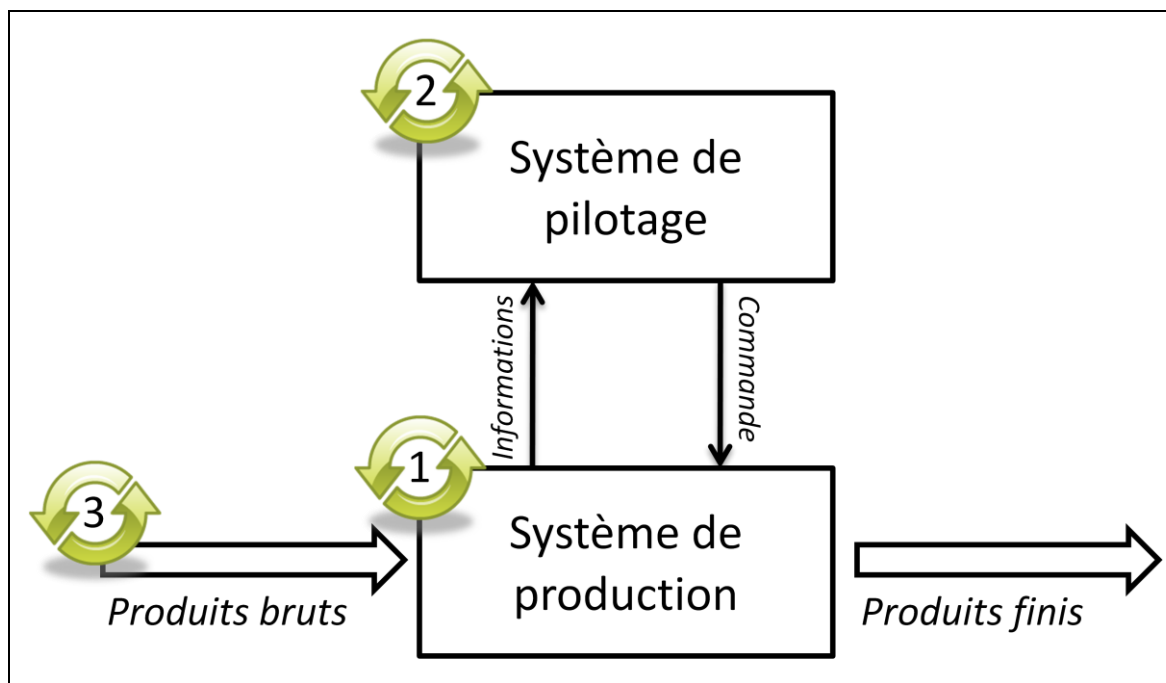 2
Système de
pilotage
Informations
Commande
1
3
Système de
production
Produits bruts
Produits finis